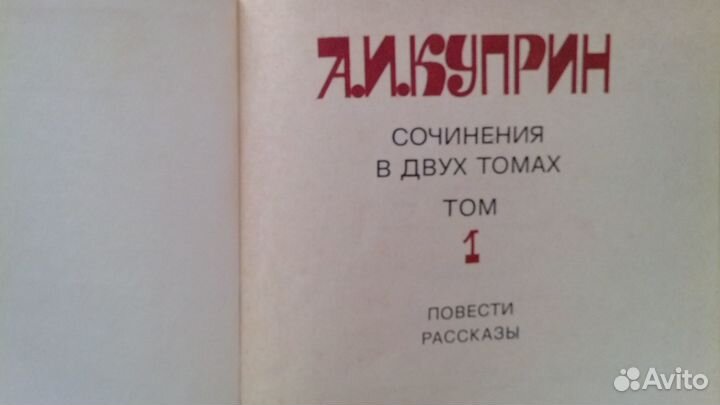 А.И.КУПРИН
СОЧИНЕНИЯ
В ДВУХ ТОМАХ
ТОМ
1
ПОВЕСТИ
РАССКАЗЫ
Avito